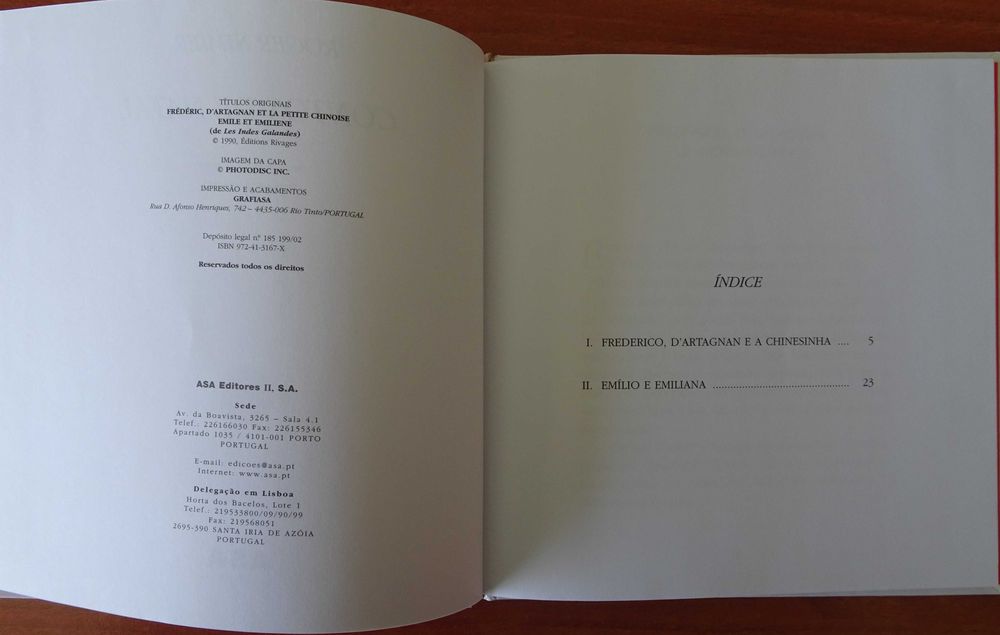 TÍTULOS ORIGINAIS
FRÉDÉRIC, D'ARTAGNAN ET LA PETITE CHINOISE
EMILE ET EMILIENE
(de Les Indes Galandes)
© 1990, Éditions Rivages
IMAGEM DA CAPA
© PHOTODISC INC.
IMPRESSÃO E ACABAMENTOS
GRAFIASA
Rua D. Afonso Henriques, 742 – 4435-006 Rio Tinto/PORTUGAL
Depósito legal nº 185 199/02
ISBN 972-41-3167-X
Reservados todos os direitos
ASA Editores II, S.A.
Sede
Av. da Boavista, 3265 – Sala 4.1
Telef.: 226166030 Fax: 226155346
Apartado 1035 / 4101-001 PORTO
PORTUGAL
E-mail: edicoes@asa.pt
Internet: www.asa.pt
Delegação em Lisboa
Horta dos Bacelos, Lote 1
Telef.: 219533800/09/90/99
Fax: 219568051
2695-390 SANTA IRIA DE AZÓIA
PORTUGAL
ÍNDICE
I. FREDERICO, D'ARTAGNAN E A CHINESINHA .... 5
II. EMÍLIO E EMILIANA ................................................ 23